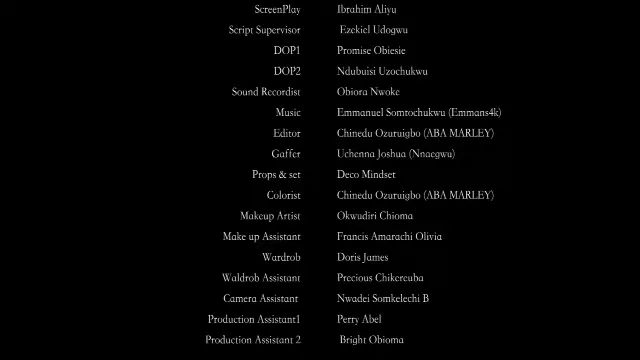 ScreenPlay Ibrahim Aliyu
Script Supervisor Ezekiel Udogwu
DOP1 Promise Obiesie
DOP2 Ndubuisi Uzochukwu
Sound Recordist Obiora Nwoke
Music Emmanuel Somtochukwu (Emmans4k)
Editor Chinedu Ozuruigbo (ABA MARLEY)
Gaffer Uchenna Joshua (Nnaegwu)
Props & set Deco Mindset
Colorist Chinedu Ozuruigbo (ABA MARLEY)
Makeup Artist Okwudiri Chioma
Make up Assistant Francis Amarachi Olivia
Wardrob Doris James
Waldrob Assistant Precious Chikereuba
Camera Assistant Nwadei Somkelechi B
Production Assistant1 Perry Abel
Production Assistant 2 Bright Obioma